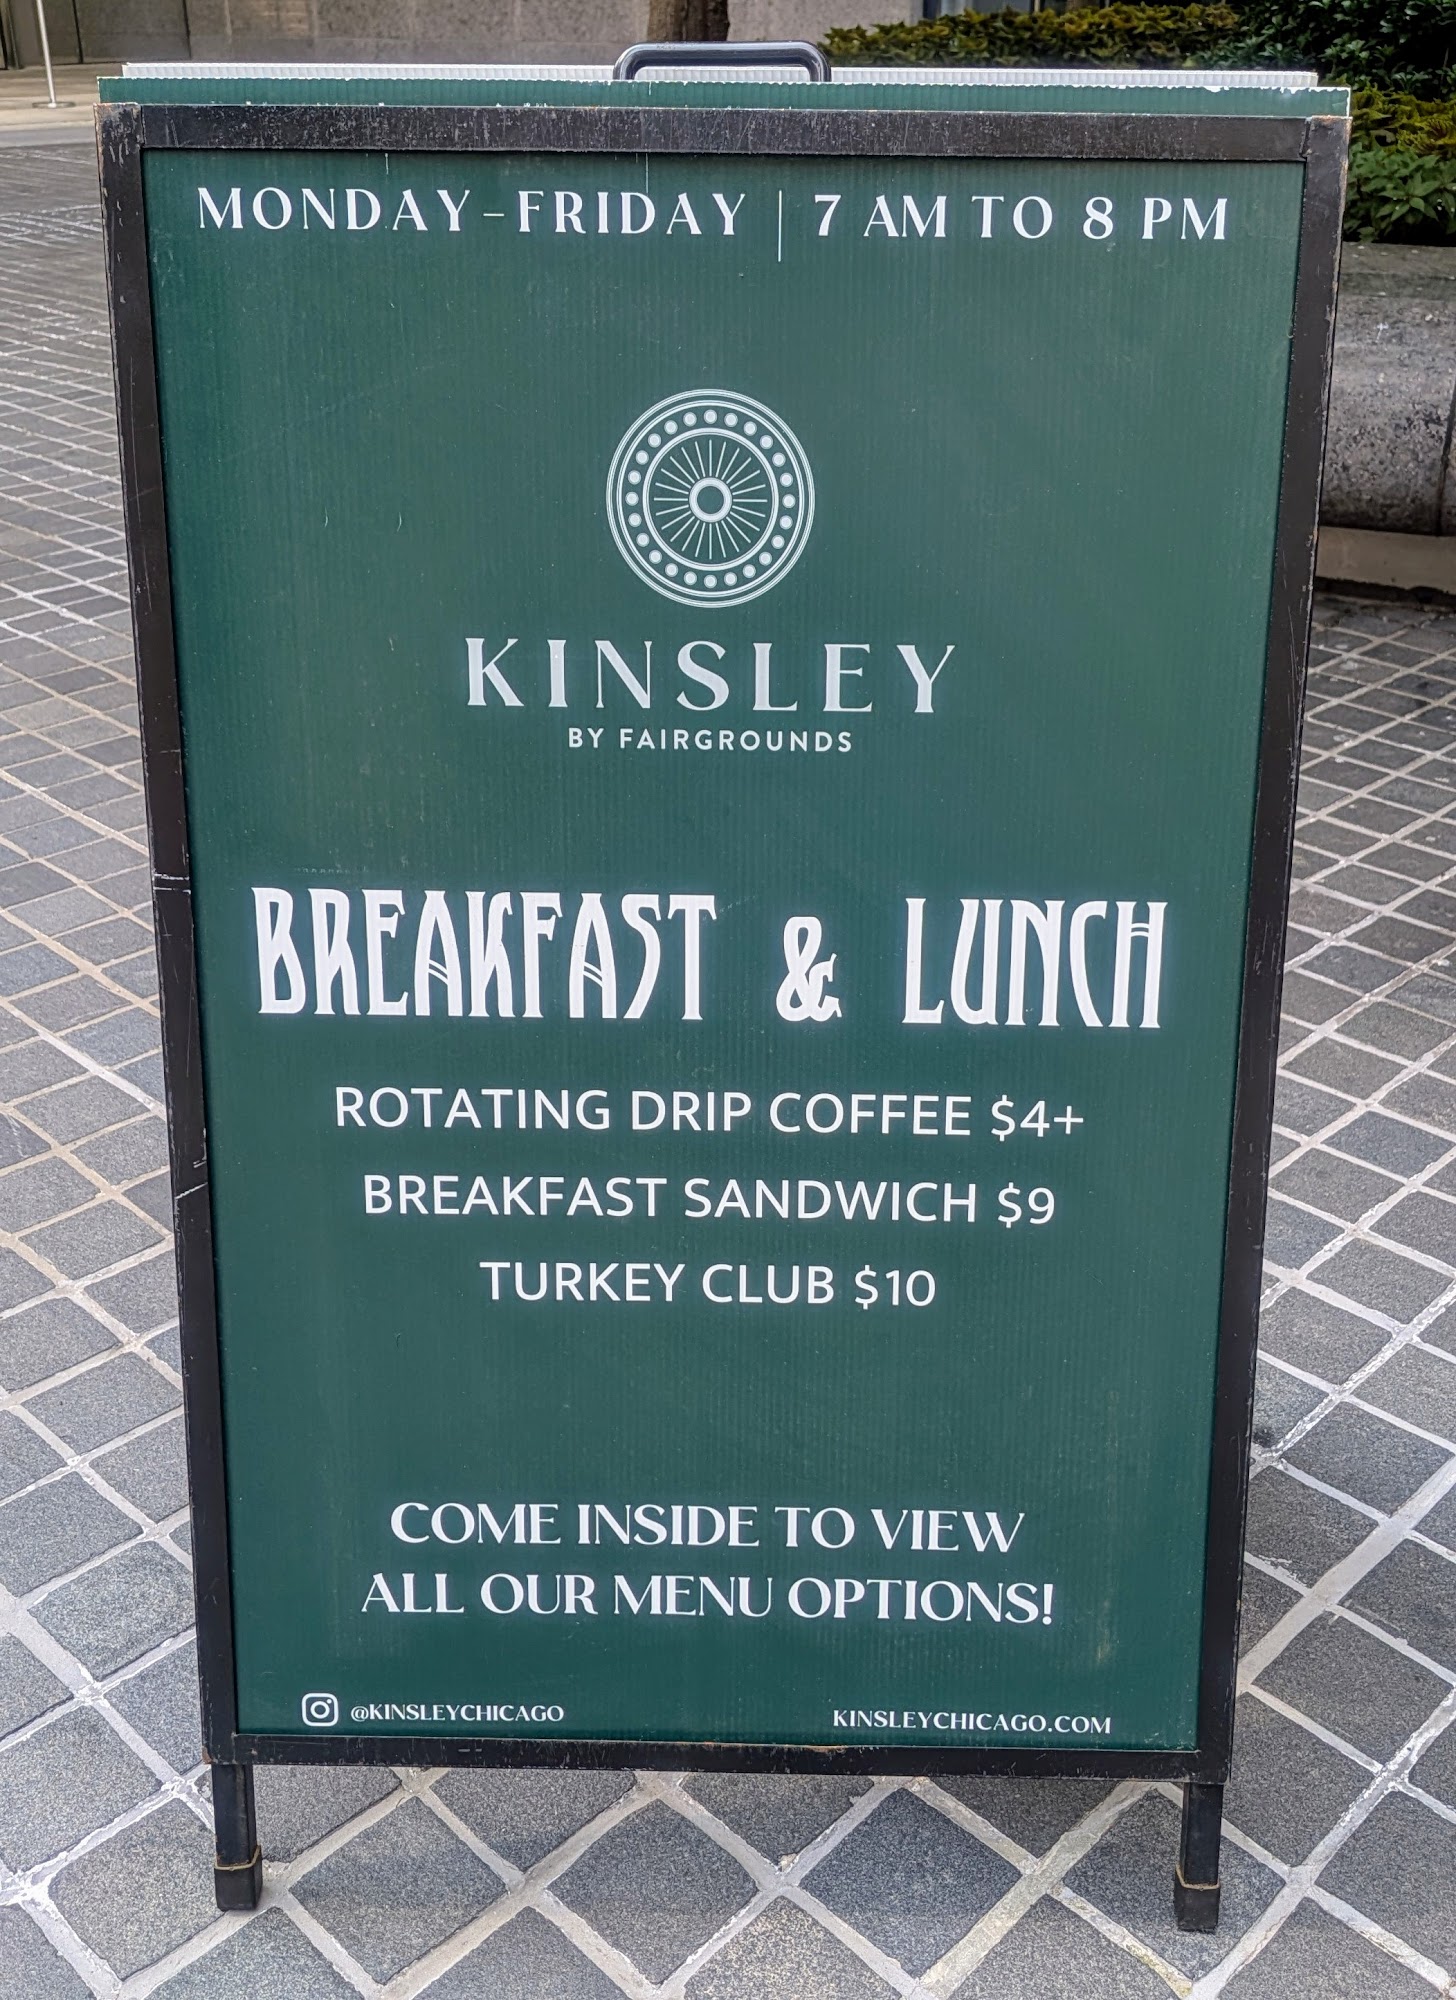 MONDAY-FRIDAY | 7 AM TO 8 PM
KINSLEY
BY FAIRGROUNDS
BREAKFAST & LUNCH
ROTATING DRIP COFFEE $4+
BREAKFAST SANDWICH $9
TURKEY CLUB $10
COME INSIDE TO VIEW
ALL OUR MENU OPTIONS!
@KINSLEYCHICAGO
KINSLEYCHICAGO.COM